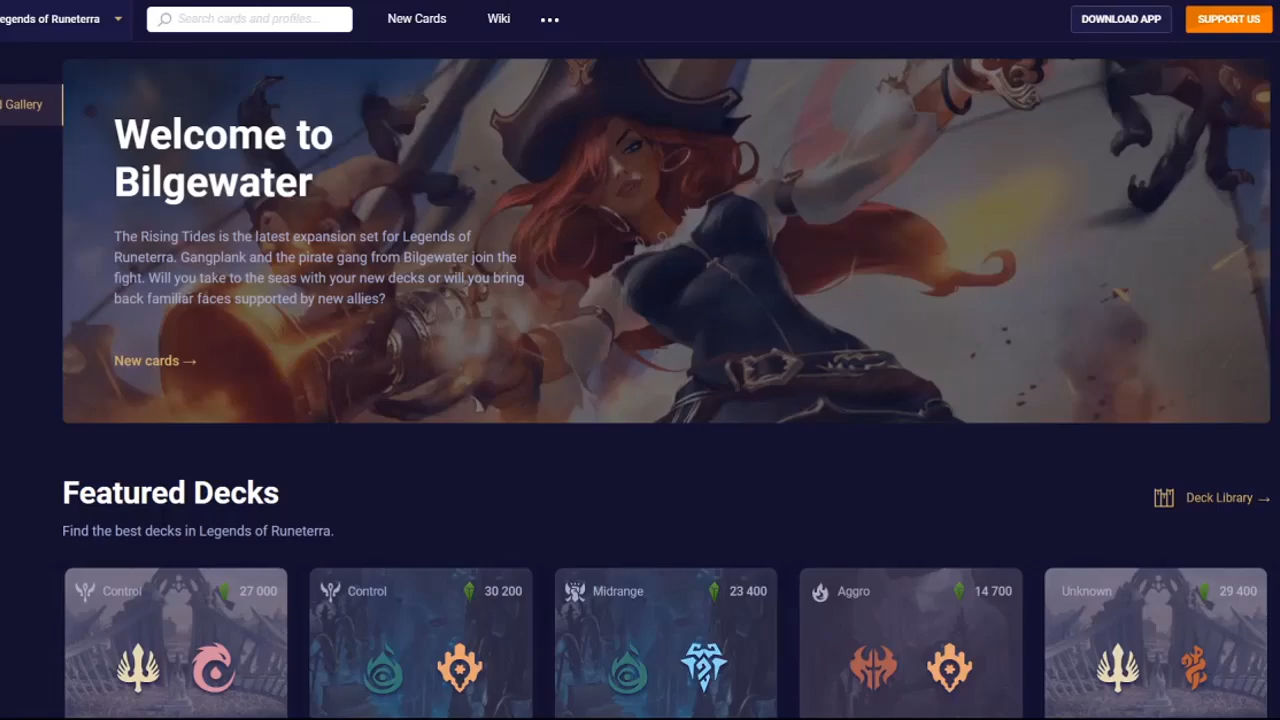 egends of Runeterra
Search cards and profiles...
New Cards
Wiki
DOWNLOAD APP
SUPPORT US
d Gallery
Welcome to
Bilgewater
The Rising Tides is the latest expansion set for Legends of
Runeterra. Gangplank and the pirate gang from Bilgewater join the
fight. Will you take to the seas with your new decks or will you bring
back familiar faces supported by new allies?
New cards →
Featured Decks
Deck Library →
Find the best decks in Legends of Runeterra.
Control 27 000
Control 30 200
Midrange 23 400
Aggro 14 700
Unknown 29 400